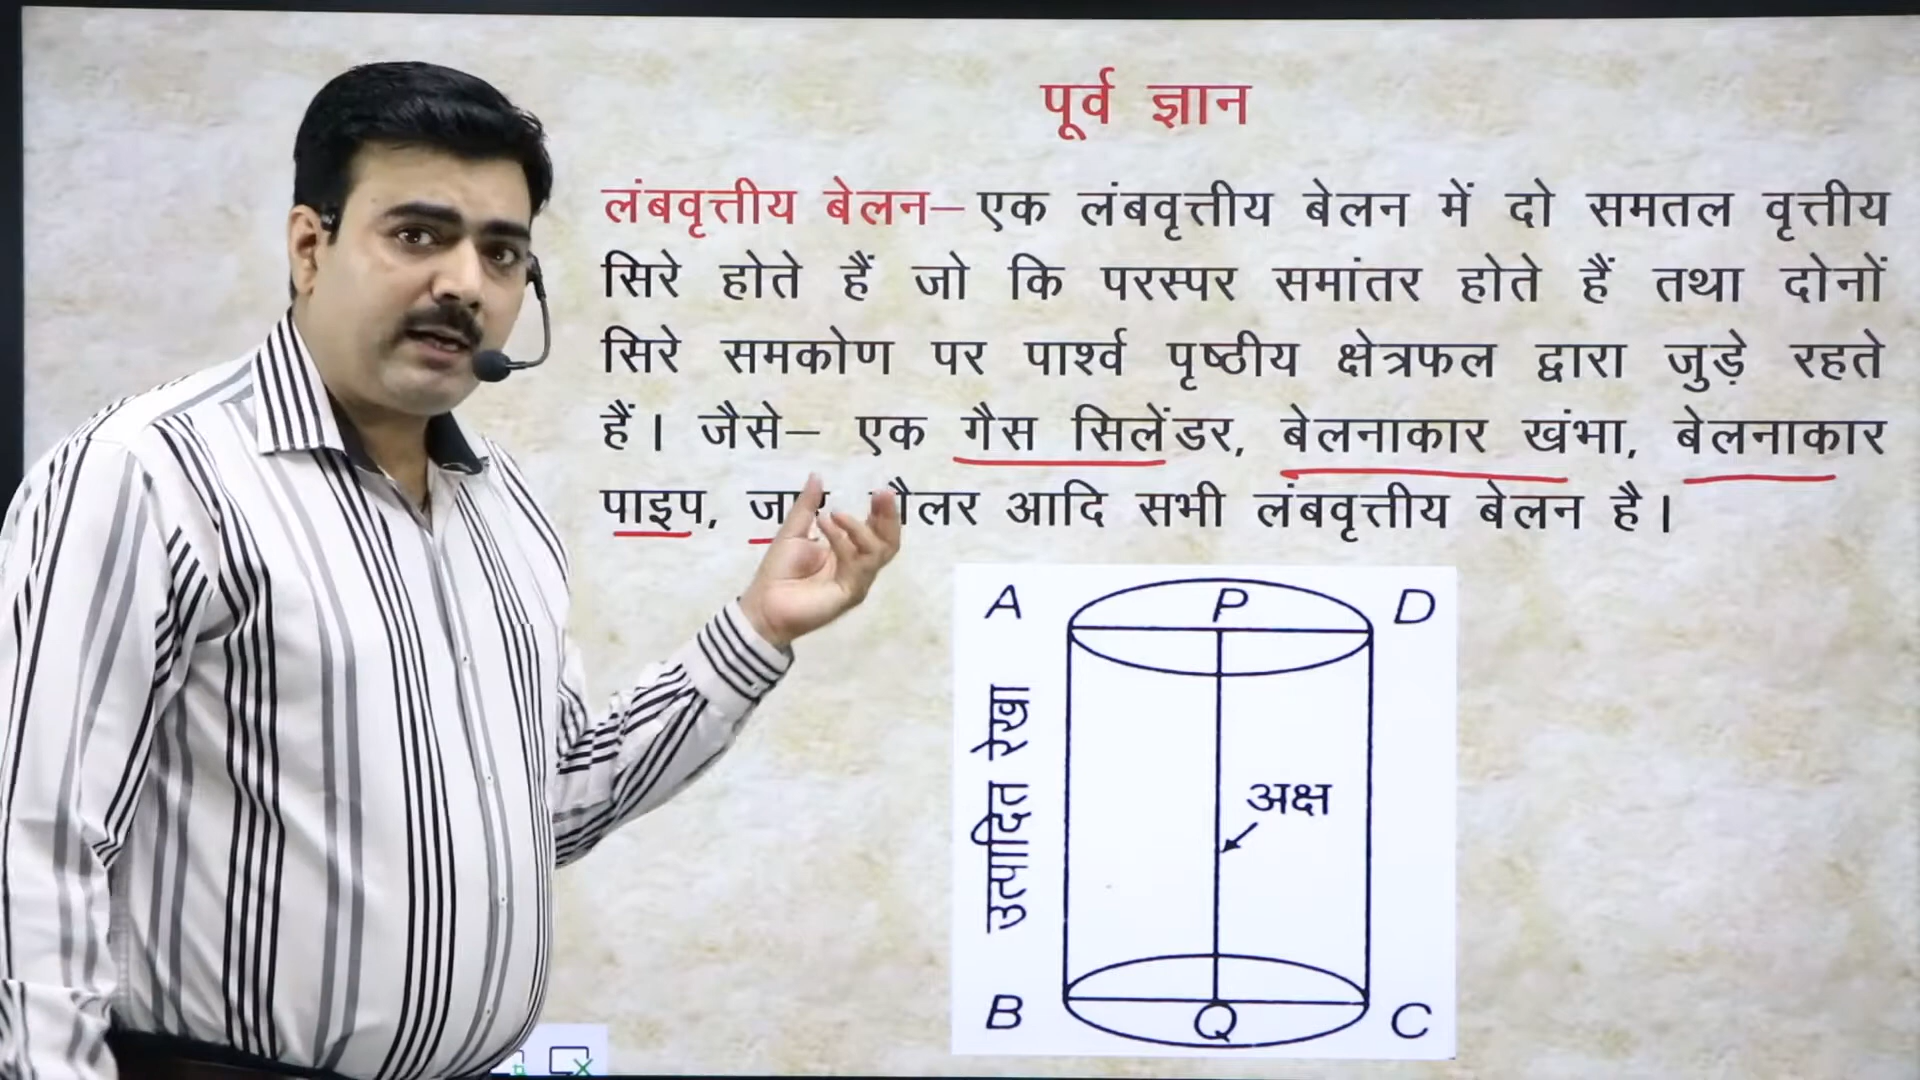 पूर्व ज्ञान
लंबवृत्तीय बेलन– एक लंबवृत्तीय बेलन में दो समतल वृत्तीय
सिरे होते हैं जो कि परस्पर समांतर होते हैं तथा दोनों
सिरे समकोण पर पार्श्व पृष्ठीय क्षेत्रफल द्वारा जुड़े रहते
हैं। जैसे– एक गैस सिलेंडर, बेलनाकार खंभा, बेलनाकार
पाइप, आदि सभी लंबवृत्तीय बेलन है।
A P D
उत्पादित रेखा
अक्ष
B Q C